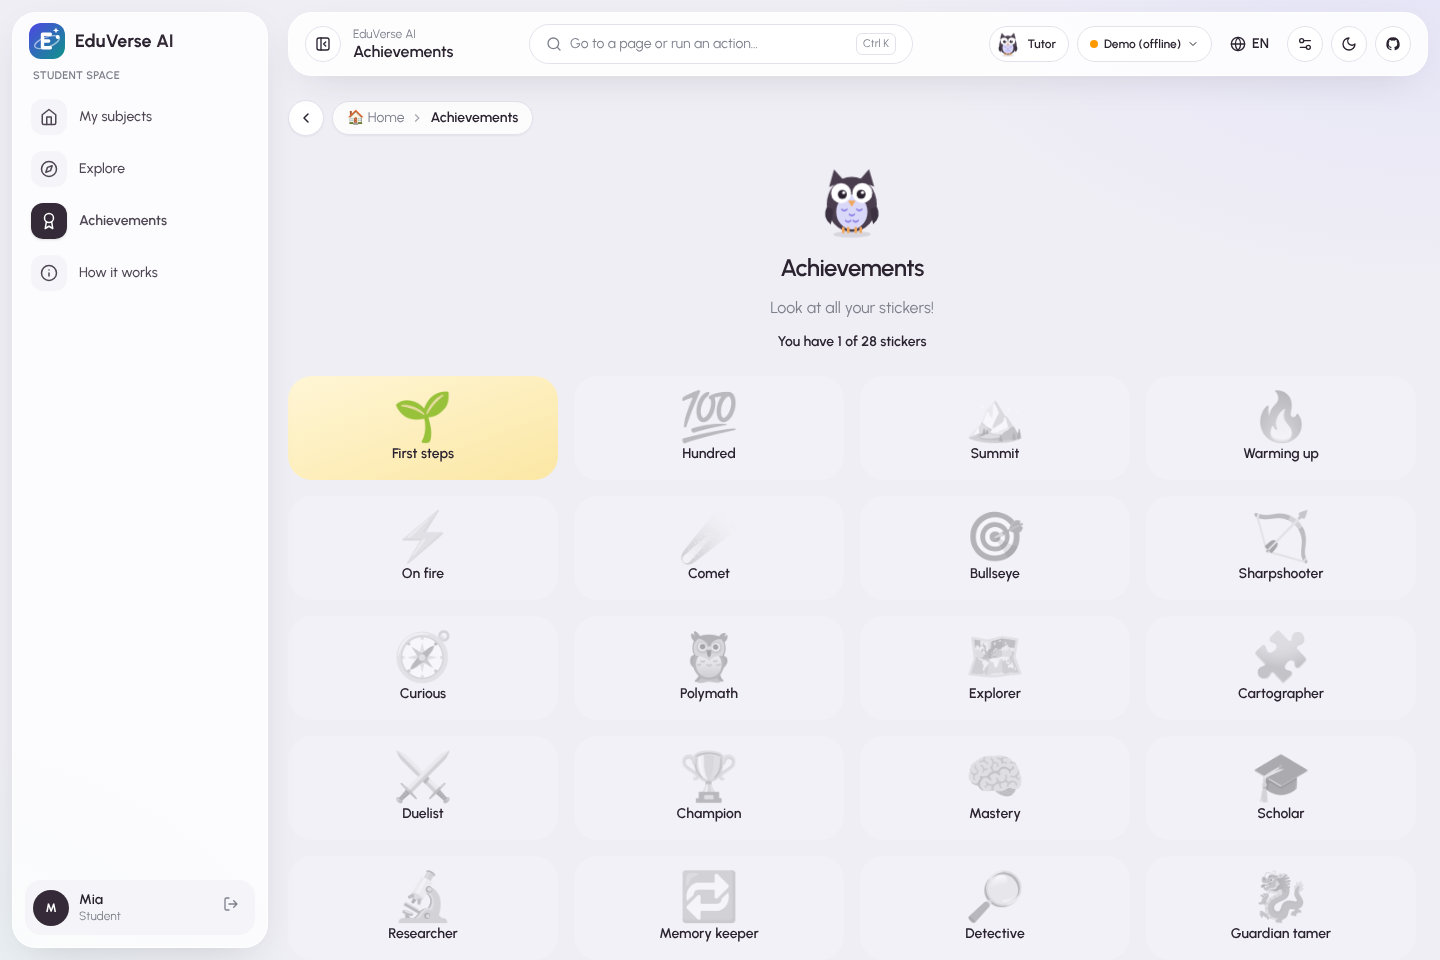 EduVerse AI
STUDENT SPACE
My subjects
Explore
Achievements
How it works
M
Mia
Student
EduVerse AI
Achievements
Go to a page or run an action...
Ctrl K
Tutor
Demo (offline)
EN
Home
Achievements
Achievements
Look at all your stickers!
You have 1 of 28 stickers
First steps
100
Hundred
Summit
Warming up
On fire
Comet
Bullseye
Sharpshooter
Curious
Polymath
Explorer
Cartographer
Duelist
Champion
Mastery
Scholar
Researcher
Memory keeper
Detective
Guardian tamer